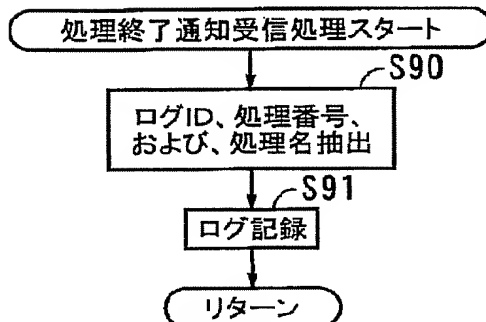 処理終了通知受信処理スタート
S90
ログID、処理番号、
および、処理名抽出
S91
ログ記録
リターン